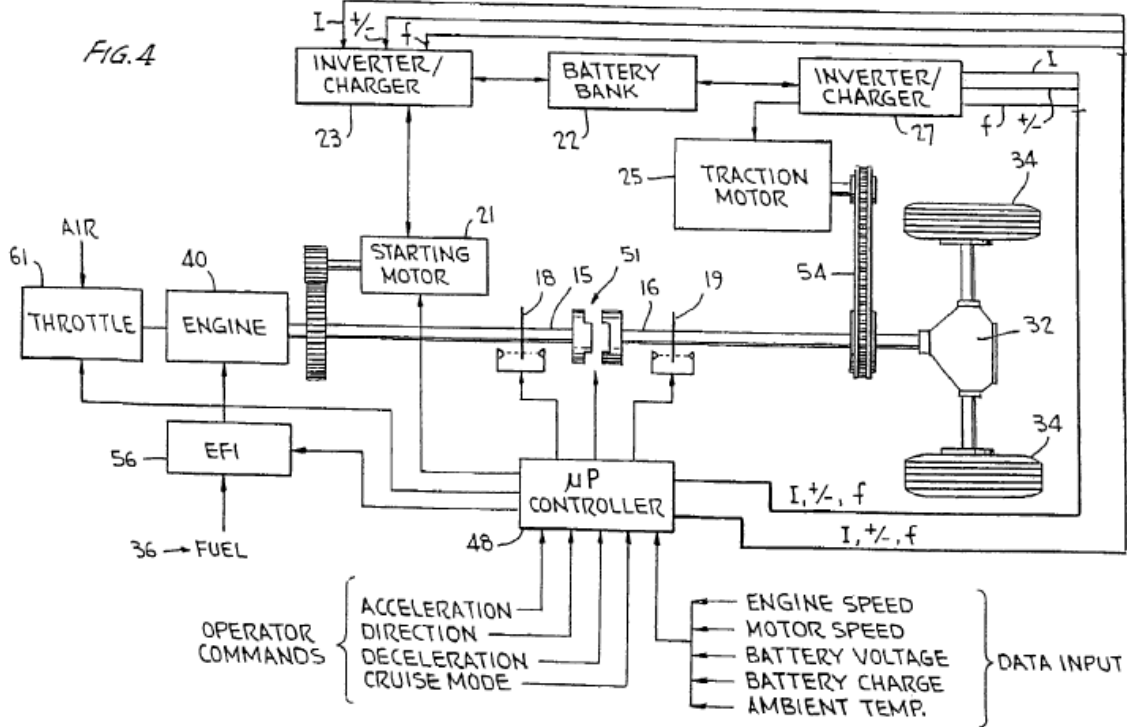 FIG. 4
I
+/-
f
INVERTER/
CHARGER
23
BATTERY
BANK
22
INVERTER/
CHARGER
27
I
+/-
f
TRACTION
MOTOR
25
34
AIR
61
THROTTLE
40
ENGINE
21
STARTING
MOTOR
18
15
51
16
19
54
32
34
EFI
56
36 → FUEL
μP
CONTROLLER
48
I, +/-, f
I, +/-, f
OPERATOR
COMMANDS
ACCELERATION
DIRECTION
DECELERATION
CRUISE MODE
ENGINE SPEED
MOTOR SPEED
BATTERY VOLTAGE
BATTERY CHARGE
AMBIENT TEMP.
DATA INPUT